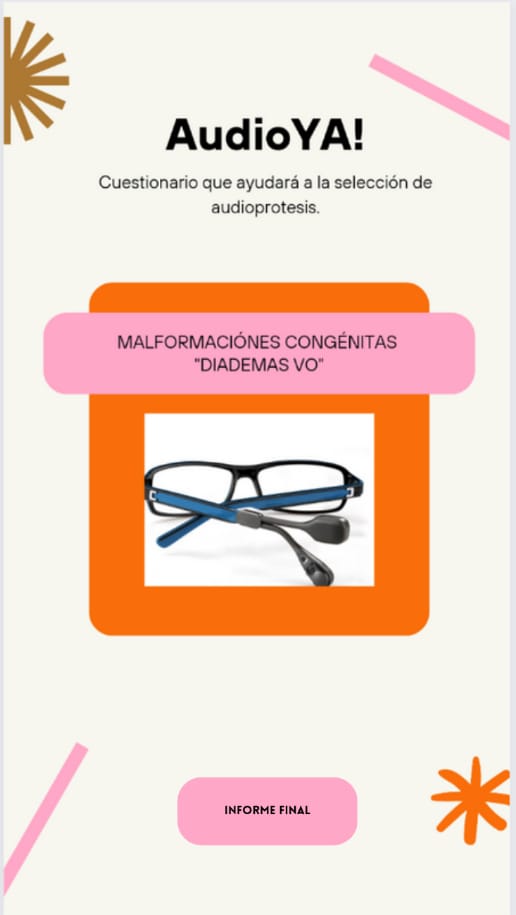 AudioYA!
Cuestionario que ayudará a la selección de
audioprotesis.
MALFORMACIÓNES CONGÉNITAS
"DIADEMAS VO"
INFORME FINAL